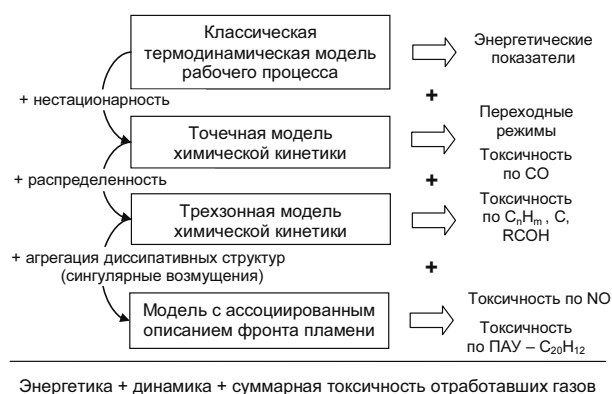 Классическая
термодинамическая модель
рабочего процесса
Энергетические
показатели
+
+ нестационарность
Точечная модель
химической кинетики
Переходные
режимы
Токсичность
по CO
+
+ распределенность
Трехзонная модель
химической кинетики
Токсичность
по CₙHₘ , C,
RCOH
+ агрегация диссипативных структур
(сингулярные возмущения)
+
Модель с ассоциированным
описанием фронта пламени
Токсичность по NO
Токсичность
по ПАУ – C₂₀H₁₂
Энергетика + динамика + суммарная токсичность отработавших газов